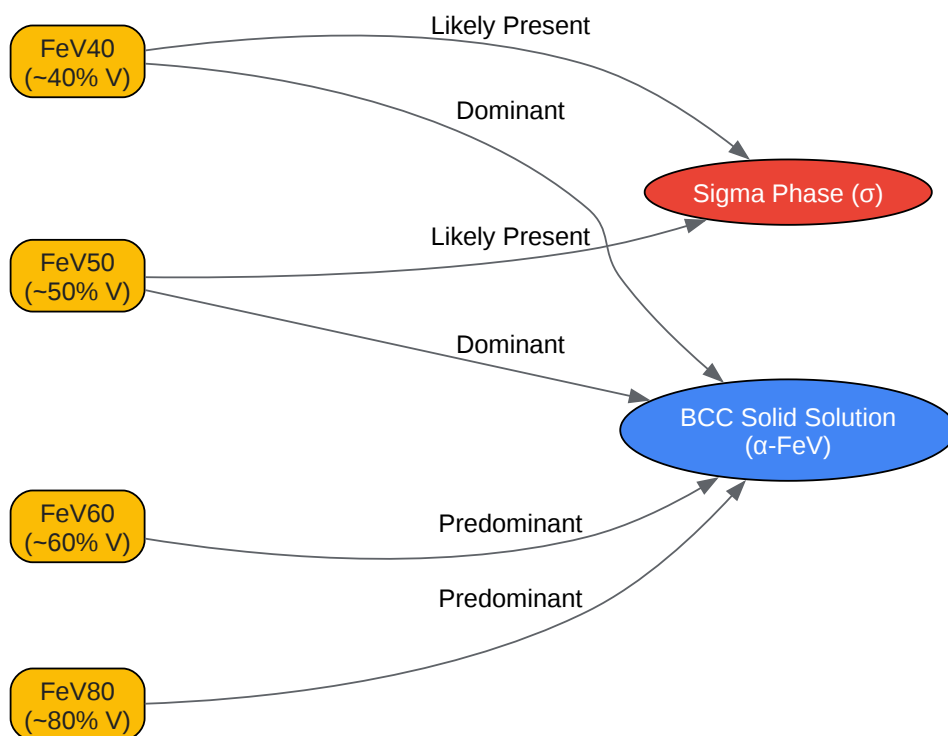 Likely Present
FeV40
(~40% V)
Dominant
Sigma Phase (σ)
Likely Present
FeV50
(~50% V)
Dominant
BCC Solid Solution
(α-FeV)
FeV60
(~60% V)
Predominant
Predominant
FeV80
(~80% V)